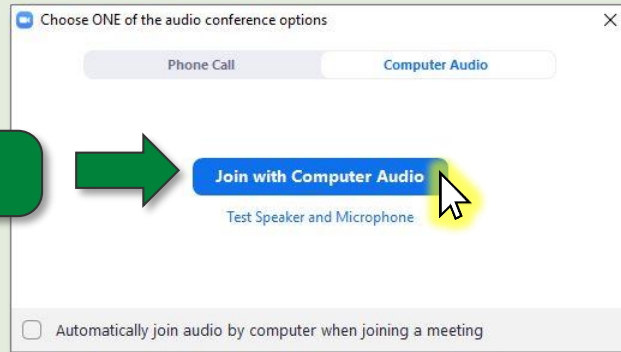 Choose ONE of the audio conference options
Phone Call Computer Audio
Join with Computer Audio
Test Speaker and Microphone
Automatically join audio by computer when joining a meeting